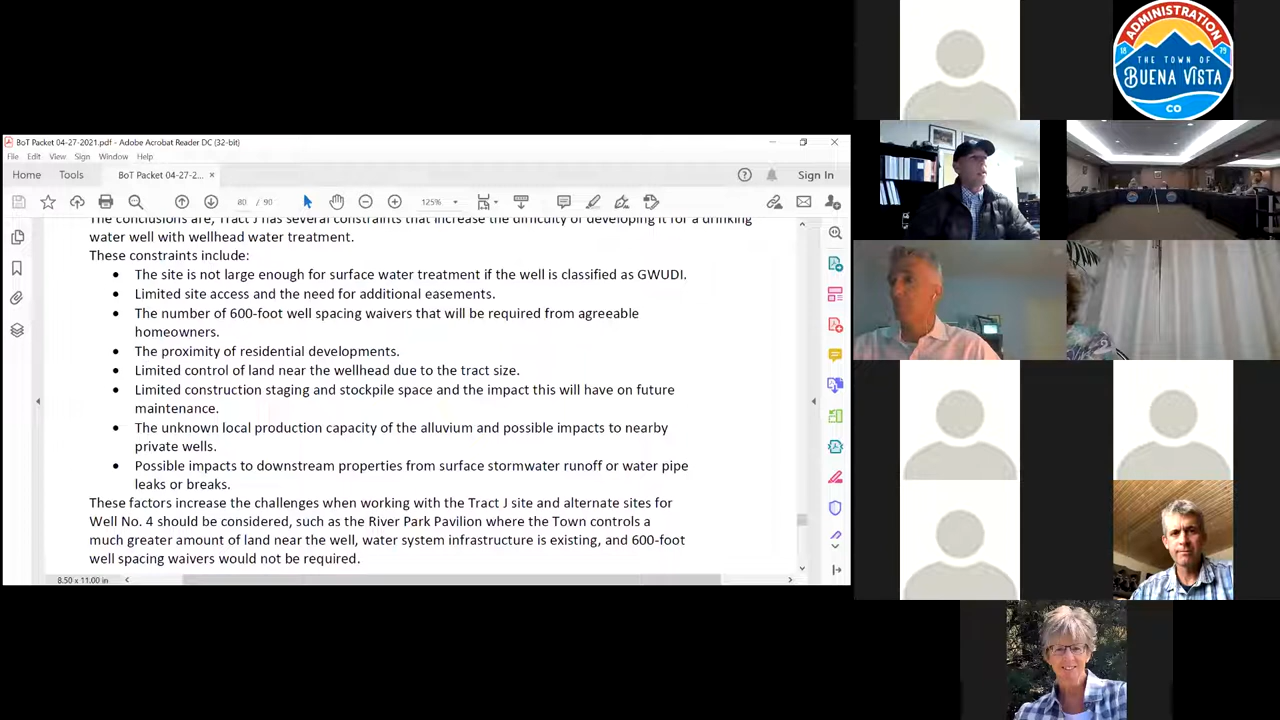 BoT Packet 04-27-2021.pdf - Adobe Acrobat Reader DC (32-bit)
File Edit View Sign Window Help
Home Tools BoT Packet 04-27-2... × Sign In
80 / 90 125%
The conclusions are, Tract J has several constraints that increase the difficulty of developing it for a drinking
water well with wellhead water treatment.
These constraints include:
• The site is not large enough for surface water treatment if the well is classified as GWUDI.
• Limited site access and the need for additional easements.
• The number of 600-foot well spacing waivers that will be required from agreeable
homeowners.
• The proximity of residential developments.
• Limited control of land near the wellhead due to the tract size.
• Limited construction staging and stockpile space and the impact this will have on future
maintenance.
• The unknown local production capacity of the alluvium and possible impacts to nearby
private wells.
• Possible impacts to downstream properties from surface stormwater runoff or water pipe
leaks or breaks.
These factors increase the challenges when working with the Tract J site and alternate sites for
Well No. 4 should be considered, such as the River Park Pavilion where the Town controls a
much greater amount of land near the well, water system infrastructure is existing, and 600-foot
well spacing waivers would not be required.
8.50 x 11.00 in
ADMINISTRATION
18 79
THE TOWN OF
BUENA VISTA
CO